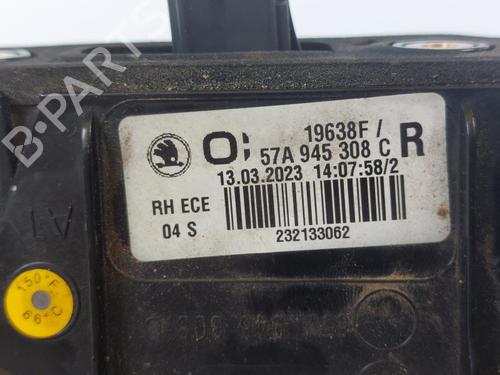 19638F /
57A 945 308 C R
13.03.2023 14:07:58/2
RH ECE
04 S
232133062
150°F
66°C
B-PARTS